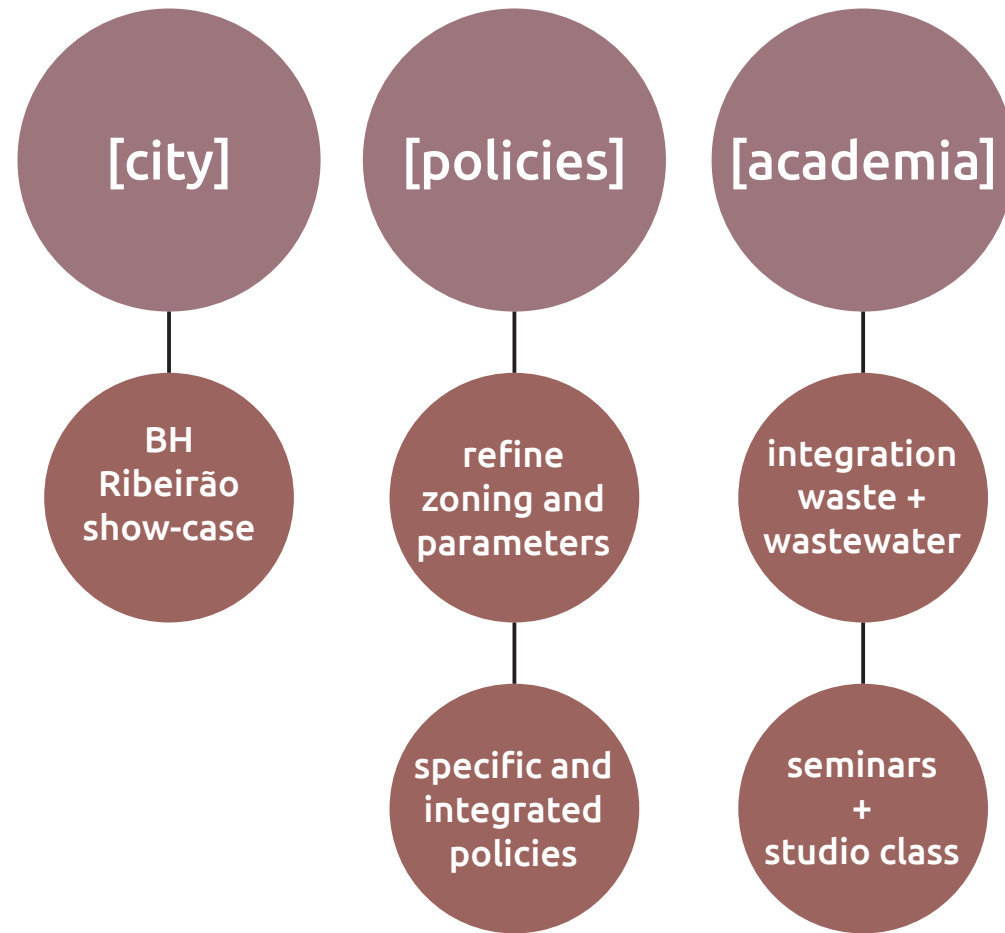 [city]
[policies]
[academia]
BH
Ribeirão
show-case
refine
zoning and
parameters
integration
waste +
wastewater
specific and
integrated
policies
seminars
+
studio class